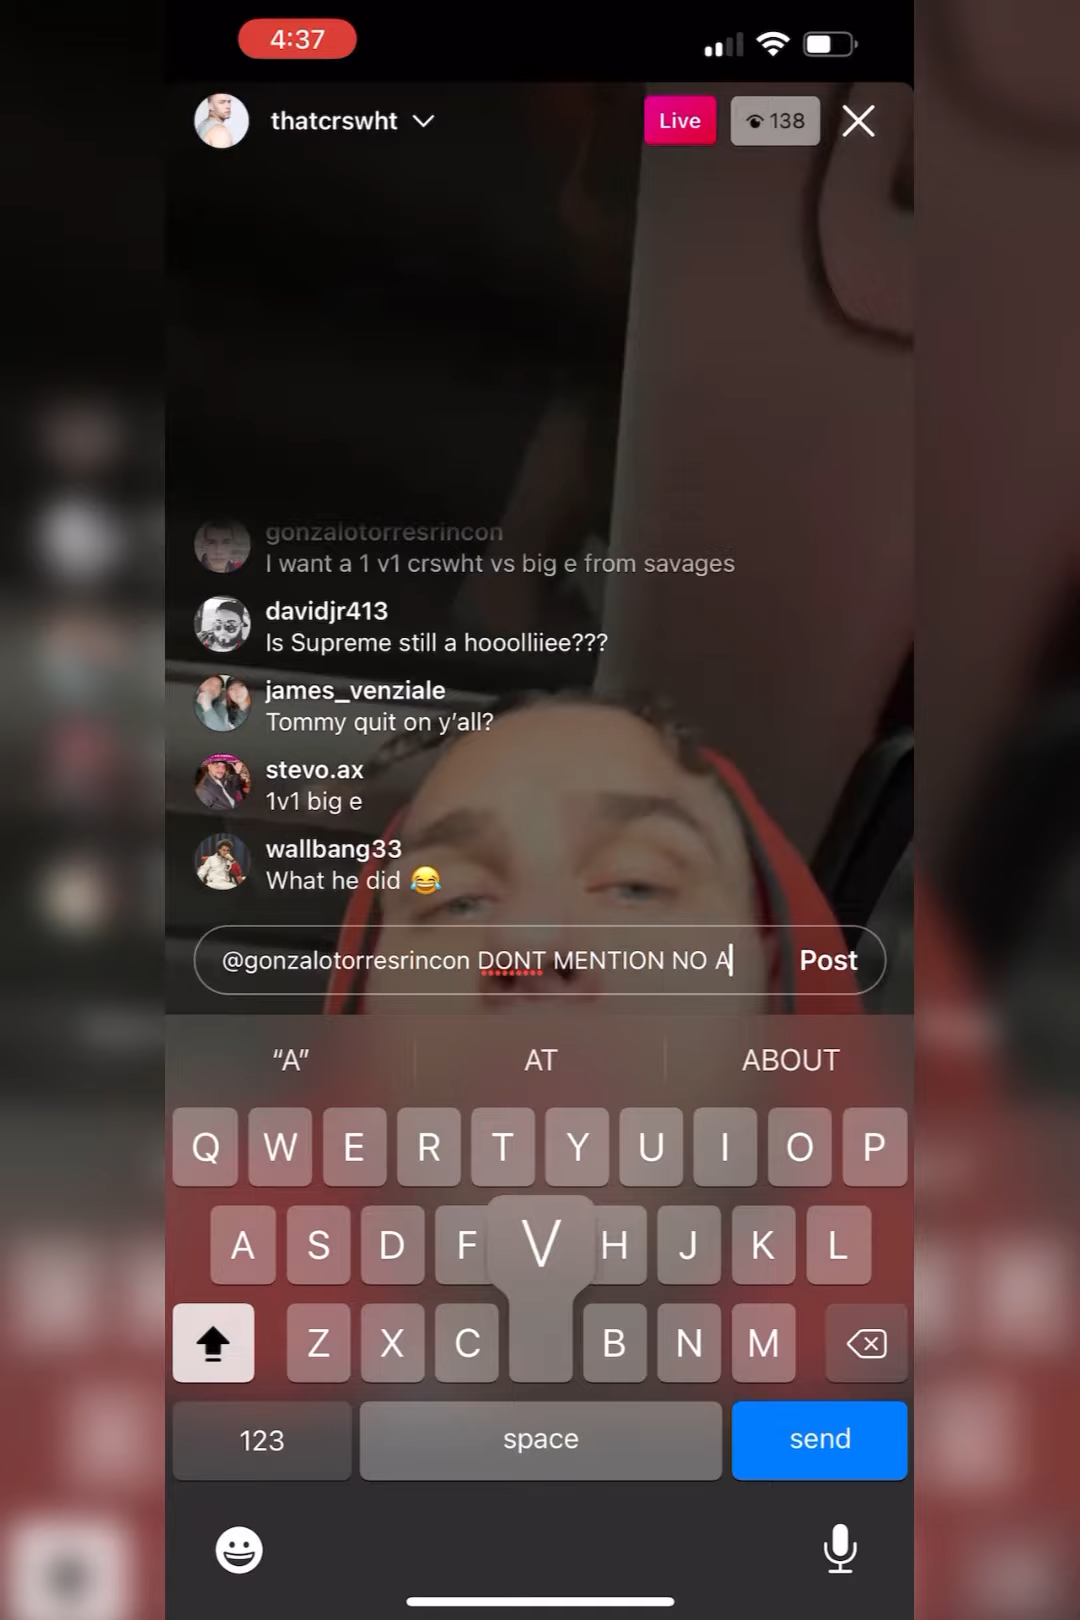 4:37
thatcrswht
Live
138
gonzalotorresrincon
I want a 1 v1 crswht vs big e from savages
davidjr413
Is Supreme still a hooolliiee???
james_venziale
Tommy quit on y’all?
stevo.ax
1v1 big e
wallbang33
What he did 😂
@gonzalotorresrincon DONT MENTION NO A
Post
“A” AT ABOUT
Q W E R T Y U I O P
A S D F V H J K L
Z X C B N M
123 space send